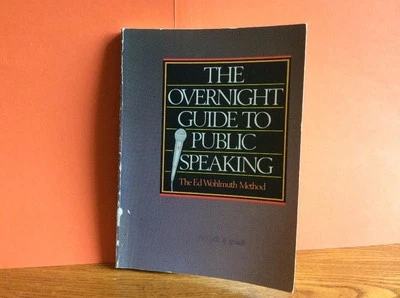 THE
OVERNIGHT
GUIDE TO
PUBLIC
SPEAKING
The Ed Wohlmuth Method